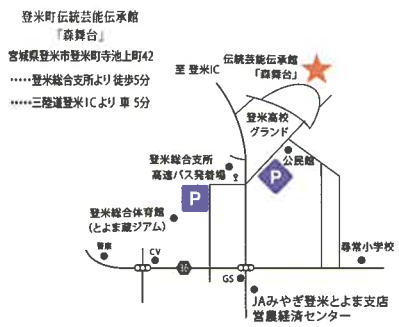 登米町伝統芸能伝承館
「森舞台」
宮城県登米市登米町寺池上町42
‥‥‥登米総合支所より徒歩5分
‥‥‥三陸道登米ICより 車 5分
至 登米IC
伝統芸能伝承館
「森舞台」
登米高校
グランド
登米総合支所
高速バス発着場
公民館
P
P
登米総合体育館
(とよま蔵ジアム)
警察
CV
36
GS
尋常小学校
JAみやぎ登米とよま支店
営農経済センター